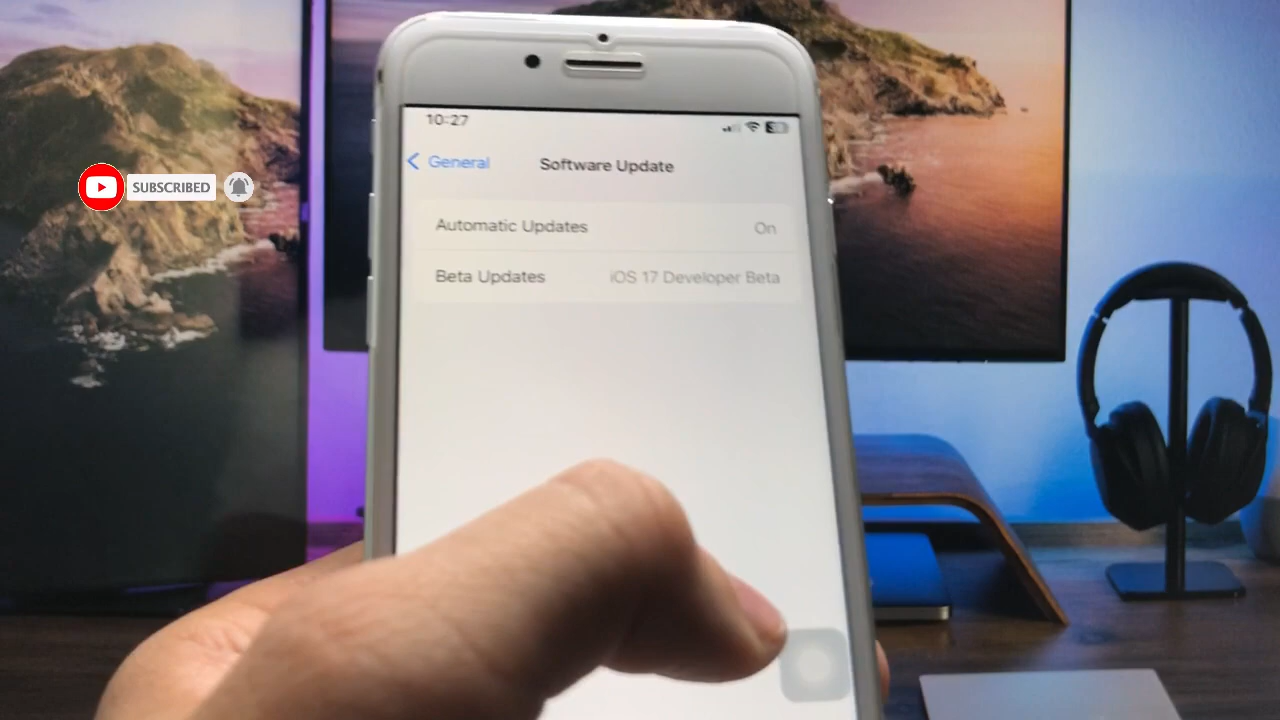 10:27
General
Software Update
SUBSCRIBED
Automatic Updates
On
Beta Updates
iOS 17 Developer Beta